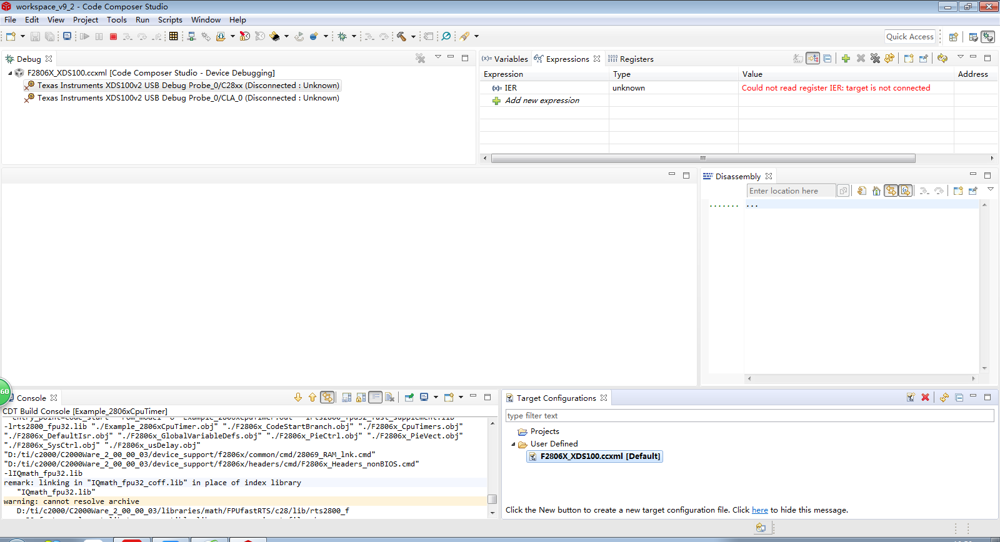 workspace_v9_2 - Code Composer Studio
File Edit View Project Tools Run Scripts Window Help
Quick Access
Debug
F2806X_XDS100.ccxml [Code Composer Studio - Device Debugging]
Texas Instruments XDS100v2 USB Debug Probe_0/C28xx (Disconnected : Unknown)
Texas Instruments XDS100v2 USB Debug Probe_0/CLA_0 (Disconnected : Unknown)
(x)= Variables Expressions Registers
Expression Type Value Address
(x)= IER unknown Could not read register IER: target is not connected
Add new expression
Disassembly
Enter location here
....... ...
60
Console
CDT Build Console [Example_2806xCpuTimer]
-lrts2800_fpu32.lib "./Example_2806xCpuTimer.obj" "./F2806x_CodeStartBranch.obj" "./F2806x_CpuTimers.obj"
"./F2806x_DefaultIsr.obj" "./F2806x_GlobalVariableDefs.obj" "./F2806x_PieCtrl.obj" "./F2806x_PieVect.obj"
"./F2806x_SysCtrl.obj" "./F2806x_usDelay.obj"
"D:/ti/c2000/C2000Ware_2_00_00_03/device_support/f2806x/common/cmd/28069_RAM_lnk.cmd"
"D:/ti/c2000/C2000Ware_2_00_00_03/device_support/f2806x/headers/cmd/F2806x_Headers_nonBIOS.cmd"
-lIQmath_fpu32.lib
remark: linking in "IQmath_fpu32_coff.lib" in place of index library
"IQmath_fpu32.lib"
warning: cannot resolve archive
D:/ti/c2000/C2000Ware_2_00_00_03/libraries/math/FPUfastRTS/c28/lib/rts2800_f
Target Configurations
type filter text
Projects
User Defined
F2806X_XDS100.ccxml [Default]
Click the New button to create a new target configuration file. Click here to hide this message.